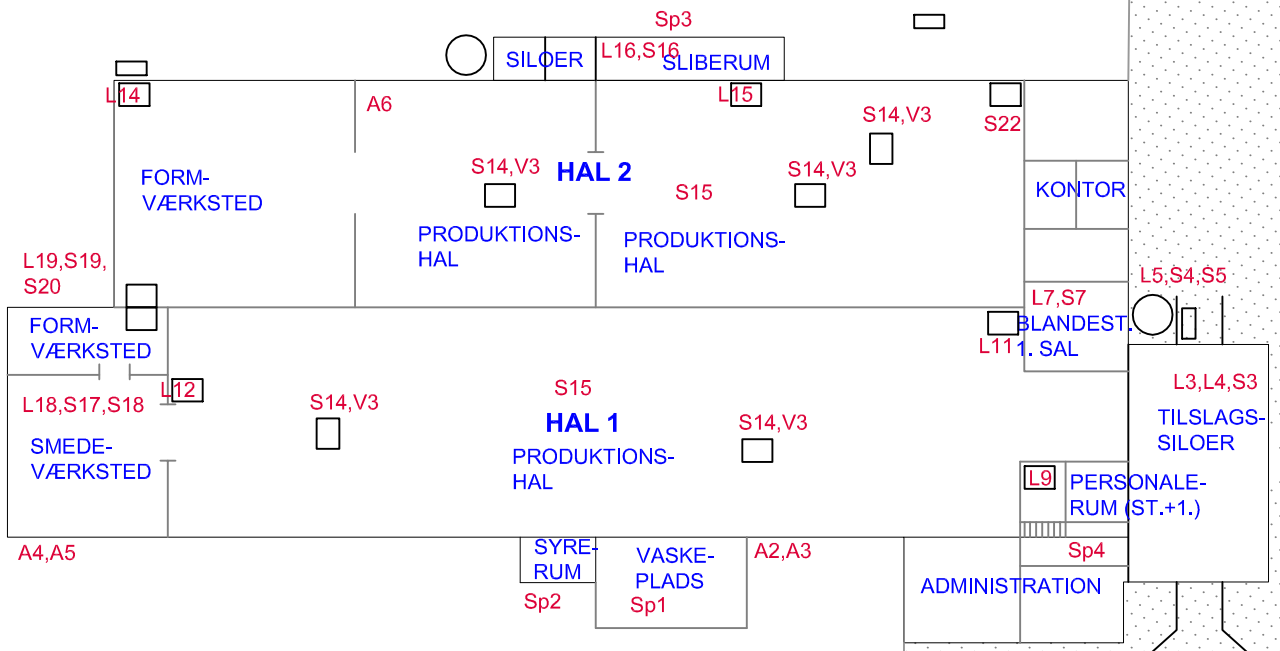 Sp3
SILOER
L16,S16
SLIBERUM
L14
A6
L15
S14,V3
S22
S14,V3
HAL 2
S14,V3
S15
FORM-
VÆRKSTED
KONTOR
PRODUKTIONS-
HAL
PRODUKTIONS-
HAL
L19,S19,
S20
L5,S4,S5
L7,S7
FORM-
VÆRKSTED
BLANDEST.
1. SAL
L11
L12
S15
L3,L4,S3
L18,S17,S18
S14,V3
HAL 1
S14,V3
TILSLAGS-
SILOER
SMEDE-
VÆRKSTED
PRODUKTIONS-
HAL
L9
PERSONALE-
RUM (ST.+1.)
A4,A5
SYRE-
RUM
VASKE-
PLADS
A2,A3
Sp4
ADMINISTRATION
Sp2
Sp1